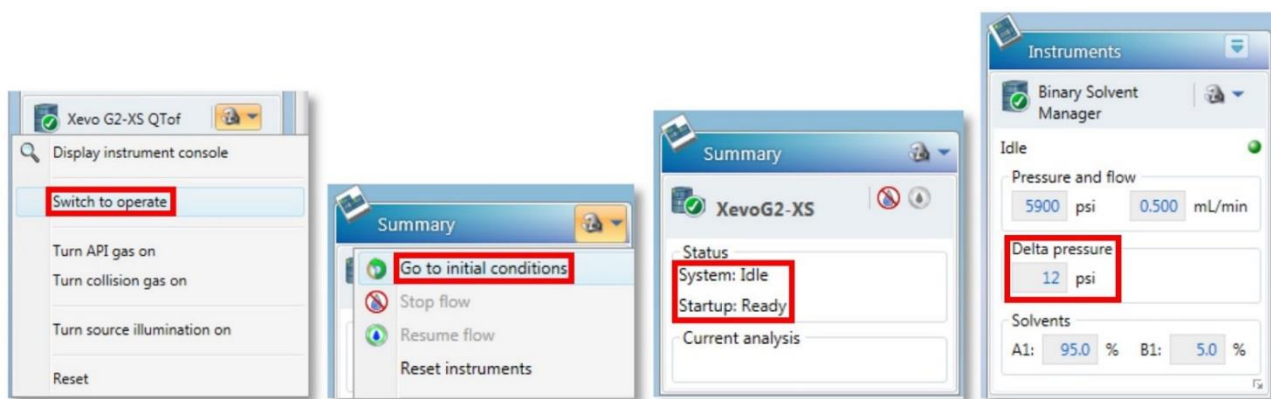 Xevo G2-XS QTof
Display instrument console
Switch to operate
Turn API gas on
Turn collision gas on
Turn source illumination on
Reset
Summary
Go to initial conditions
Stop flow
Resume flow
Reset instruments
Summary
XevoG2-XS
Status
System: Idle
Startup: Ready
Current analysis
Instruments
Binary Solvent
Manager
Idle
Pressure and flow
5900 psi 0.500 mL/min
Delta pressure
12 psi
Solvents
A1: 95.0 % B1: 5.0 %